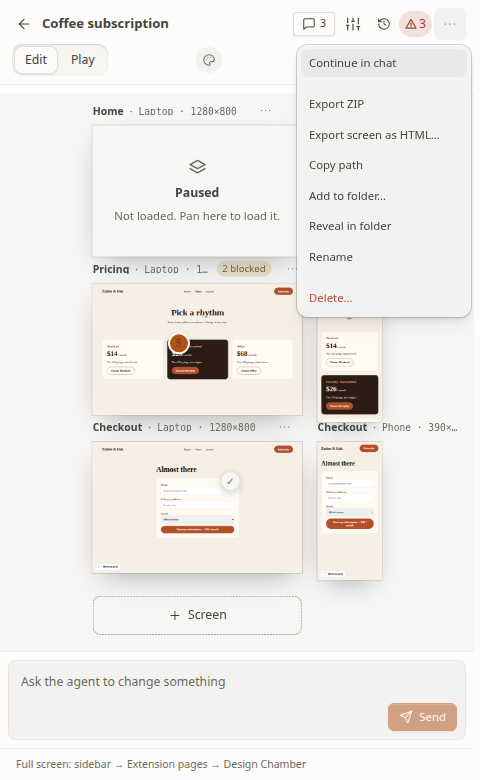 Coffee subscription
3
3
Edit
Play
Continue in chat
Export ZIP
Export screen as HTML...
Copy path
Add to folder...
Reveal in folder
Rename
Delete...
Home · Laptop · 1280×800
Paused
Not loaded. Pan here to load it.
Pricing · Laptop · 1… 2 blocked
Pick a rhythm
$14
$68
5
$14
$26
Checkout · Laptop · 1280×800
Checkout · Phone · 390×…
Almost there
Almost there
+ Screen
Ask the agent to change something
Send
Full screen: sidebar → Extension pages → Design Chamber